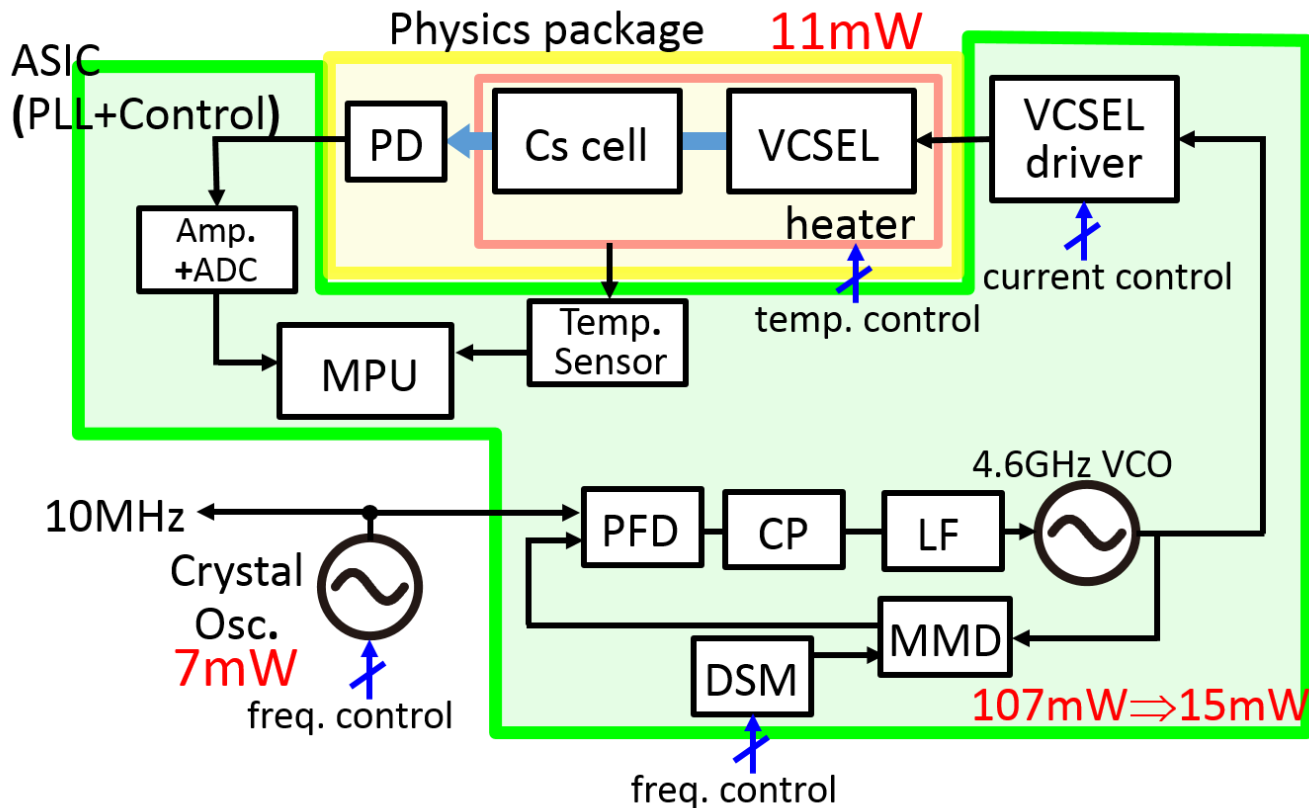 Physics package 11mW
ASIC
(PLL+Control)
PD
Cs cell
VCSEL
VCSEL
driver
heater
Amp.
+ADC
current control
temp. control
Temp.
Sensor
MPU
4.6GHz VCO
10MHz
PFD
CP
LF
Crystal
Osc.
7mW
MMD
DSM
107mW⇒15mW
freq. control
freq. control